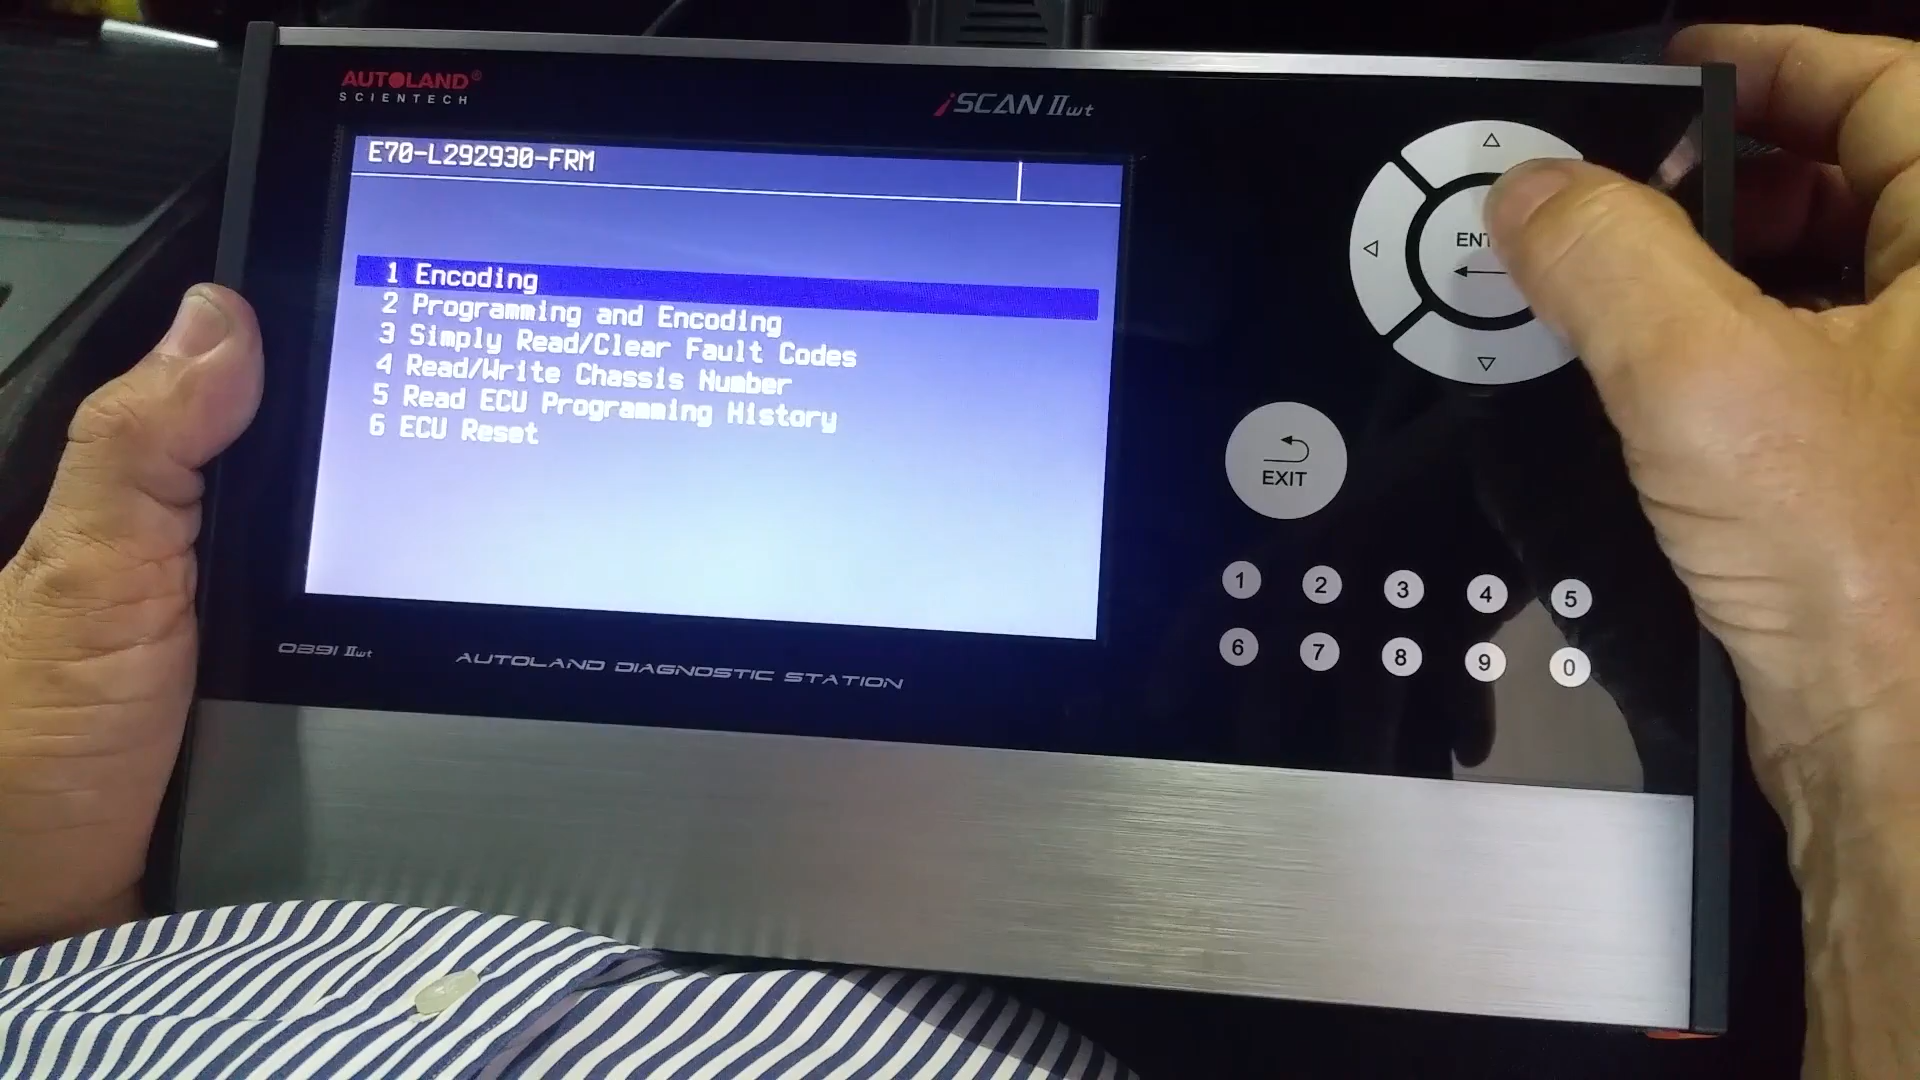 AUTOLAND®
SCIENTECH
iSCAN IIwt
E70-L292930-FRM
1 Encoding
2 Programming and Encoding
3 Simply Read/Clear Fault Codes
4 Read/Write Chassis Number
5 Read ECU Programming History
6 ECU Reset
EXIT
1 2 3 4 5
6 7 8 9 0
OB91 IIwt
AUTOLAND DIAGNOSTIC STATION